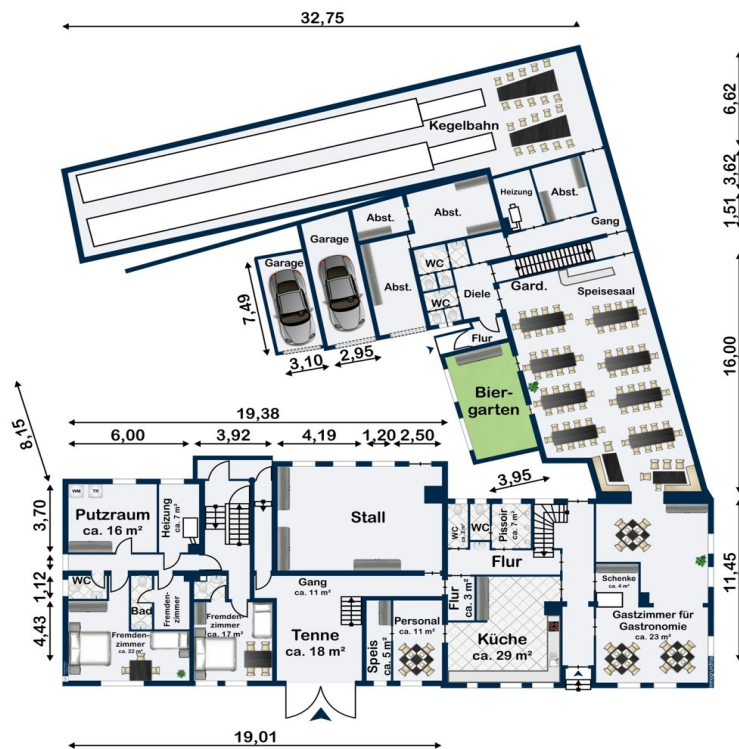 32,75
6,62
3,62
1,51
16,00
11,45
Kegelbahn
Heizung
Abst.
Abst.
Abst.
Gang
Garage
Garage
Abst.
WC
WC
Diele
Gard.
Speisesaal
Flur
7,49
3,10
2,95
Bier-
garten
8,15
19,38
6,00
3,92
4,19
1,20
2,50
3,95
3,70
1,12
4,43
WM
TR
Putzraum
ca. 16 m²
Heizung
ca. 7 m²
Stall
WC
WC
Pissoir
ca. 7 m²
Flur
Gang
ca. 11 m²
WC
Bad
Fremden-
zimmer
Fremden-
zimmer
ca. 22 m²
Fremden-
zimmer
ca. 17 m²
Tenne
ca. 18 m²
Speis
ca. 5 m²
Personal
ca. 11 m²
Flur
ca. 3 m²
Küche
ca. 29 m²
Schenke
ca. 4 m²
Gastzimmer für
Gastronomie
ca. 23 m²
19,01